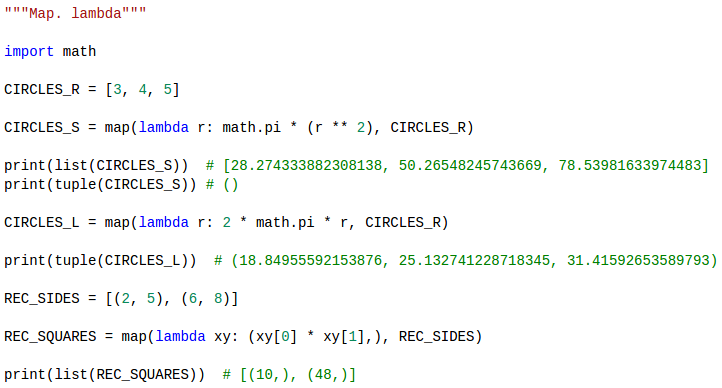 """Map. lambda"""
import math
CIRCLES_R = [3, 4, 5]
CIRCLES_S = map(lambda r: math.pi * (r ** 2), CIRCLES_R)
print(list(CIRCLES_S))  # [28.274333882308138, 50.26548245743669, 78.53981633974483]
print(tuple(CIRCLES_S)) # ()
CIRCLES_L = map(lambda r: 2 * math.pi * r, CIRCLES_R)
print(tuple(CIRCLES_L))  # (18.84955592153876, 25.132741228718345, 31.41592653589793)
REC_SIDES = [(2, 5), (6, 8)]
REC_SQUARES = map(lambda xy: (xy[0] * xy[1],), REC_SIDES)
print(list(REC_SQUARES))  # [(10,), (48,)]